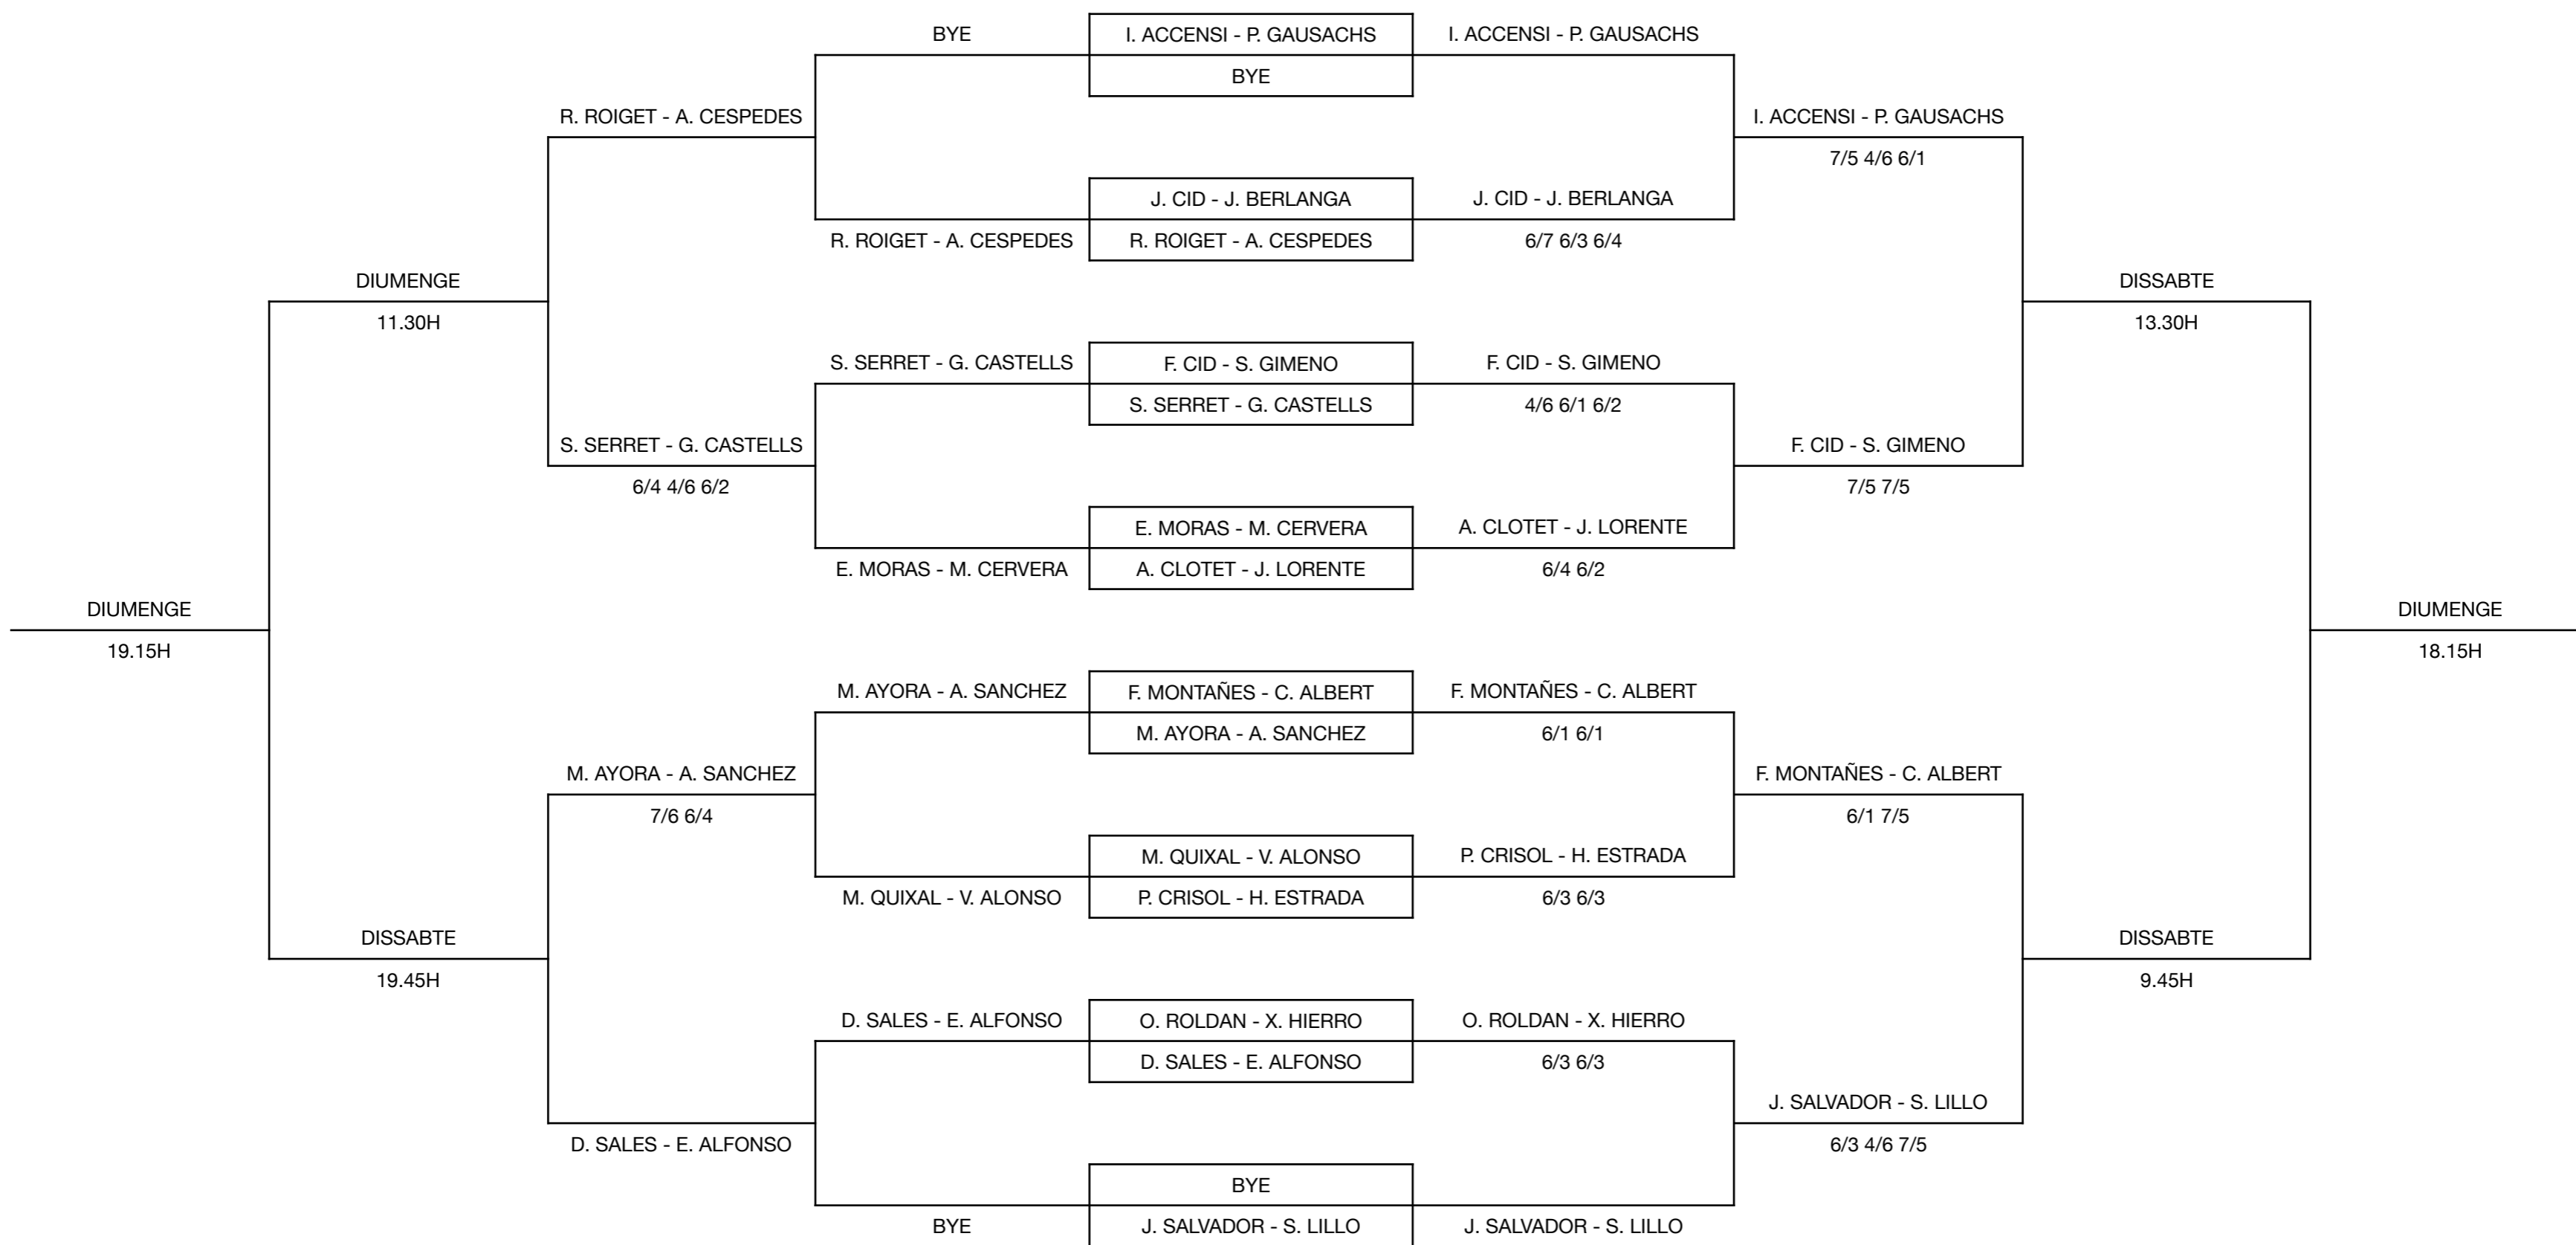 BYE I. ACCENSI - P. GAUSACHS I. ACCENSI - P. GAUSACHS
BYE
R. ROIGET - A. CESPEDES I. ACCENSI - P. GAUSACHS
7/5 4/6 6/1
J. CID - J. BERLANGA J. CID - J. BERLANGA
R. ROIGET - A. CESPEDES R. ROIGET - A. CESPEDES 6/7 6/3 6/4
DIUMENGE DISSABTE
11.30H 13.30H
S. SERRET - G. CASTELLS F. CID - S. GIMENO F. CID - S. GIMENO
S. SERRET - G. CASTELLS 4/6 6/1 6/2
S. SERRET - G. CASTELLS F. CID - S. GIMENO
6/4 4/6 6/2 7/5 7/5
E. MORAS - M. CERVERA A. CLOTET - J. LORENTE
E. MORAS - M. CERVERA A. CLOTET - J. LORENTE 6/4 6/2
DIUMENGE DIUMENGE
19.15H 18.15H
M. AYORA - A. SANCHEZ F. MONTAÑES - C. ALBERT F. MONTAÑES - C. ALBERT
M. AYORA - A. SANCHEZ 6/1 6/1
M. AYORA - A. SANCHEZ F. MONTAÑES - C. ALBERT
7/6 6/4 6/1 7/5
M. QUIXAL - V. ALONSO P. CRISOL - H. ESTRADA
M. QUIXAL - V. ALONSO P. CRISOL - H. ESTRADA 6/3 6/3
DISSABTE DISSABTE
19.45H 9.45H
D. SALES - E. ALFONSO O. ROLDAN - X. HIERRO O. ROLDAN - X. HIERRO
D. SALES - E. ALFONSO 6/3 6/3
J. SALVADOR - S. LILLO
D. SALES - E. ALFONSO 6/3 4/6 7/5
BYE
BYE J. SALVADOR - S. LILLO J. SALVADOR - S. LILLO